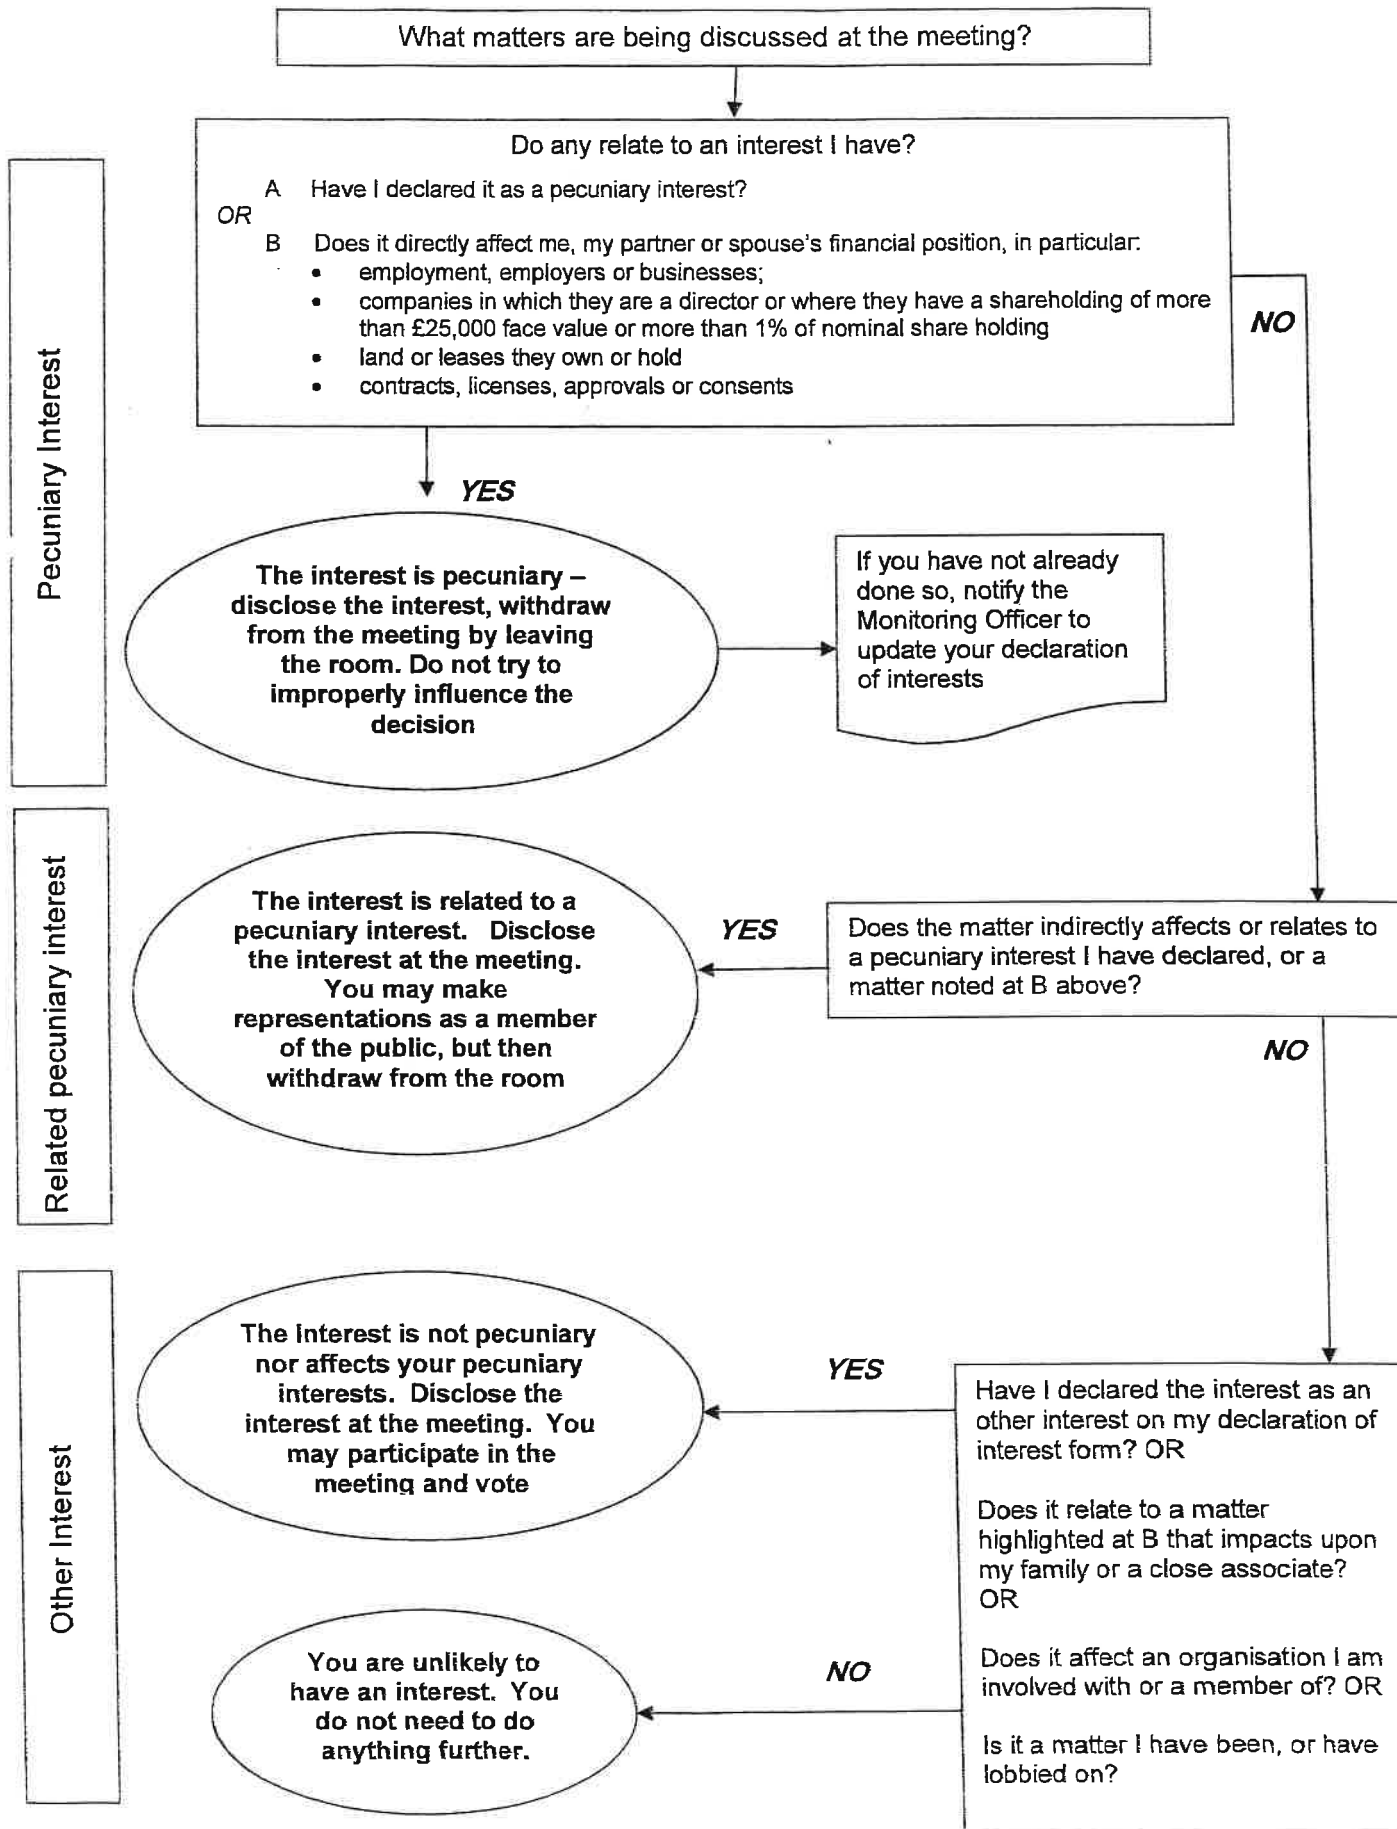 What matters are being discussed at the meeting?
Do any relate to an interest I have?
A Have I declared it as a pecuniary interest?
OR
B Does it directly affect me, my partner or spouse's financial position, in particular:
• employment, employers or businesses;
• companies in which they are a director or where they have a shareholding of more
than £25,000 face value or more than 1% of nominal share holding
• land or leases they own or hold
• contracts, licenses, approvals or consents
NO
Pecuniary Interest
YES
The interest is pecuniary –
disclose the interest, withdraw
from the meeting by leaving
the room. Do not try to
improperly influence the
decision
If you have not already
done so, notify the
Monitoring Officer to
update your declaration
of interests
Related pecuniary interest
The interest is related to a
pecuniary interest. Disclose
the interest at the meeting.
You may make
representations as a member
of the public, but then
withdraw from the room
YES
Does the matter indirectly affects or relates to
a pecuniary interest I have declared, or a
matter noted at B above?
NO
Other Interest
The Interest is not pecuniary
nor affects your pecuniary
interests. Disclose the
interest at the meeting. You
may participate in the
meeting and vote
YES
Have I declared the interest as an
other interest on my declaration of
interest form? OR
Does it relate to a matter
highlighted at B that impacts upon
my family or a close associate?
OR
Does it affect an organisation I am
involved with or a member of? OR
Is it a matter I have been, or have
lobbied on?
NO
You are unlikely to
have an interest. You
do not need to do
anything further.